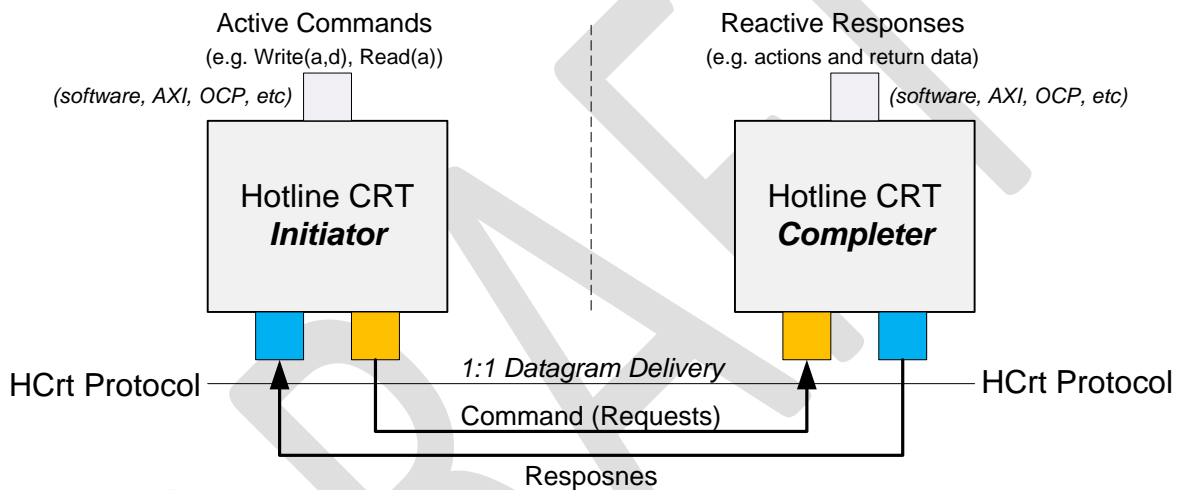 Active Commands
(e.g. Write(a,d), Read(a))
(software, AXI, OCP, etc)
Reactive Responses
(e.g. actions and return data)
(software, AXI, OCP, etc)
Hotline CRT
Initiator
Hotline CRT
Completer
HCrt Protocol
1:1 Datagram Delivery
HCrt Protocol
Command (Requests)
Resposnes